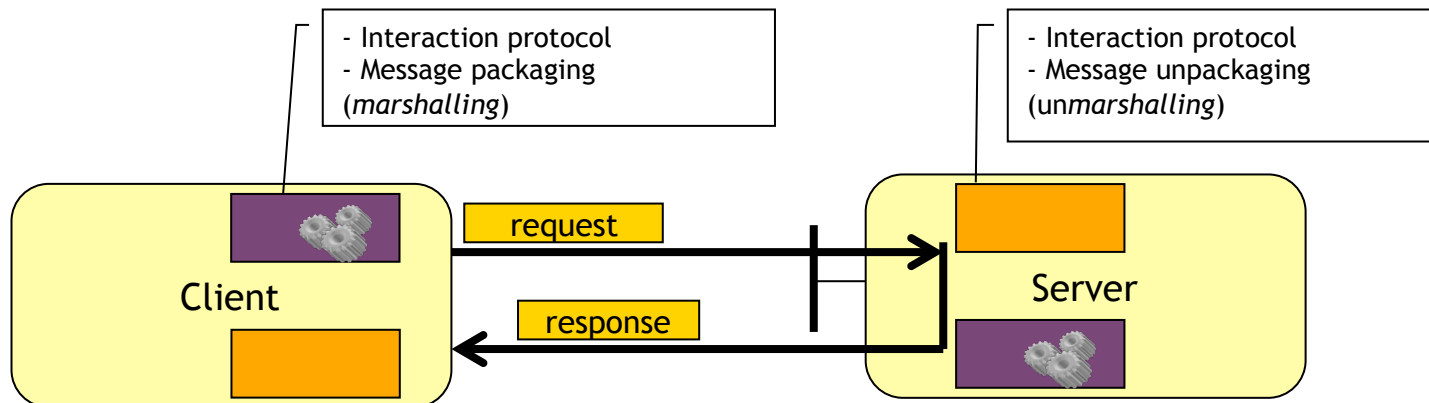 - Interaction protocol
- Message packaging
(marshalling)
- Interaction protocol
- Message unpackaging
(unmarshalling)
request
Client
Server
response